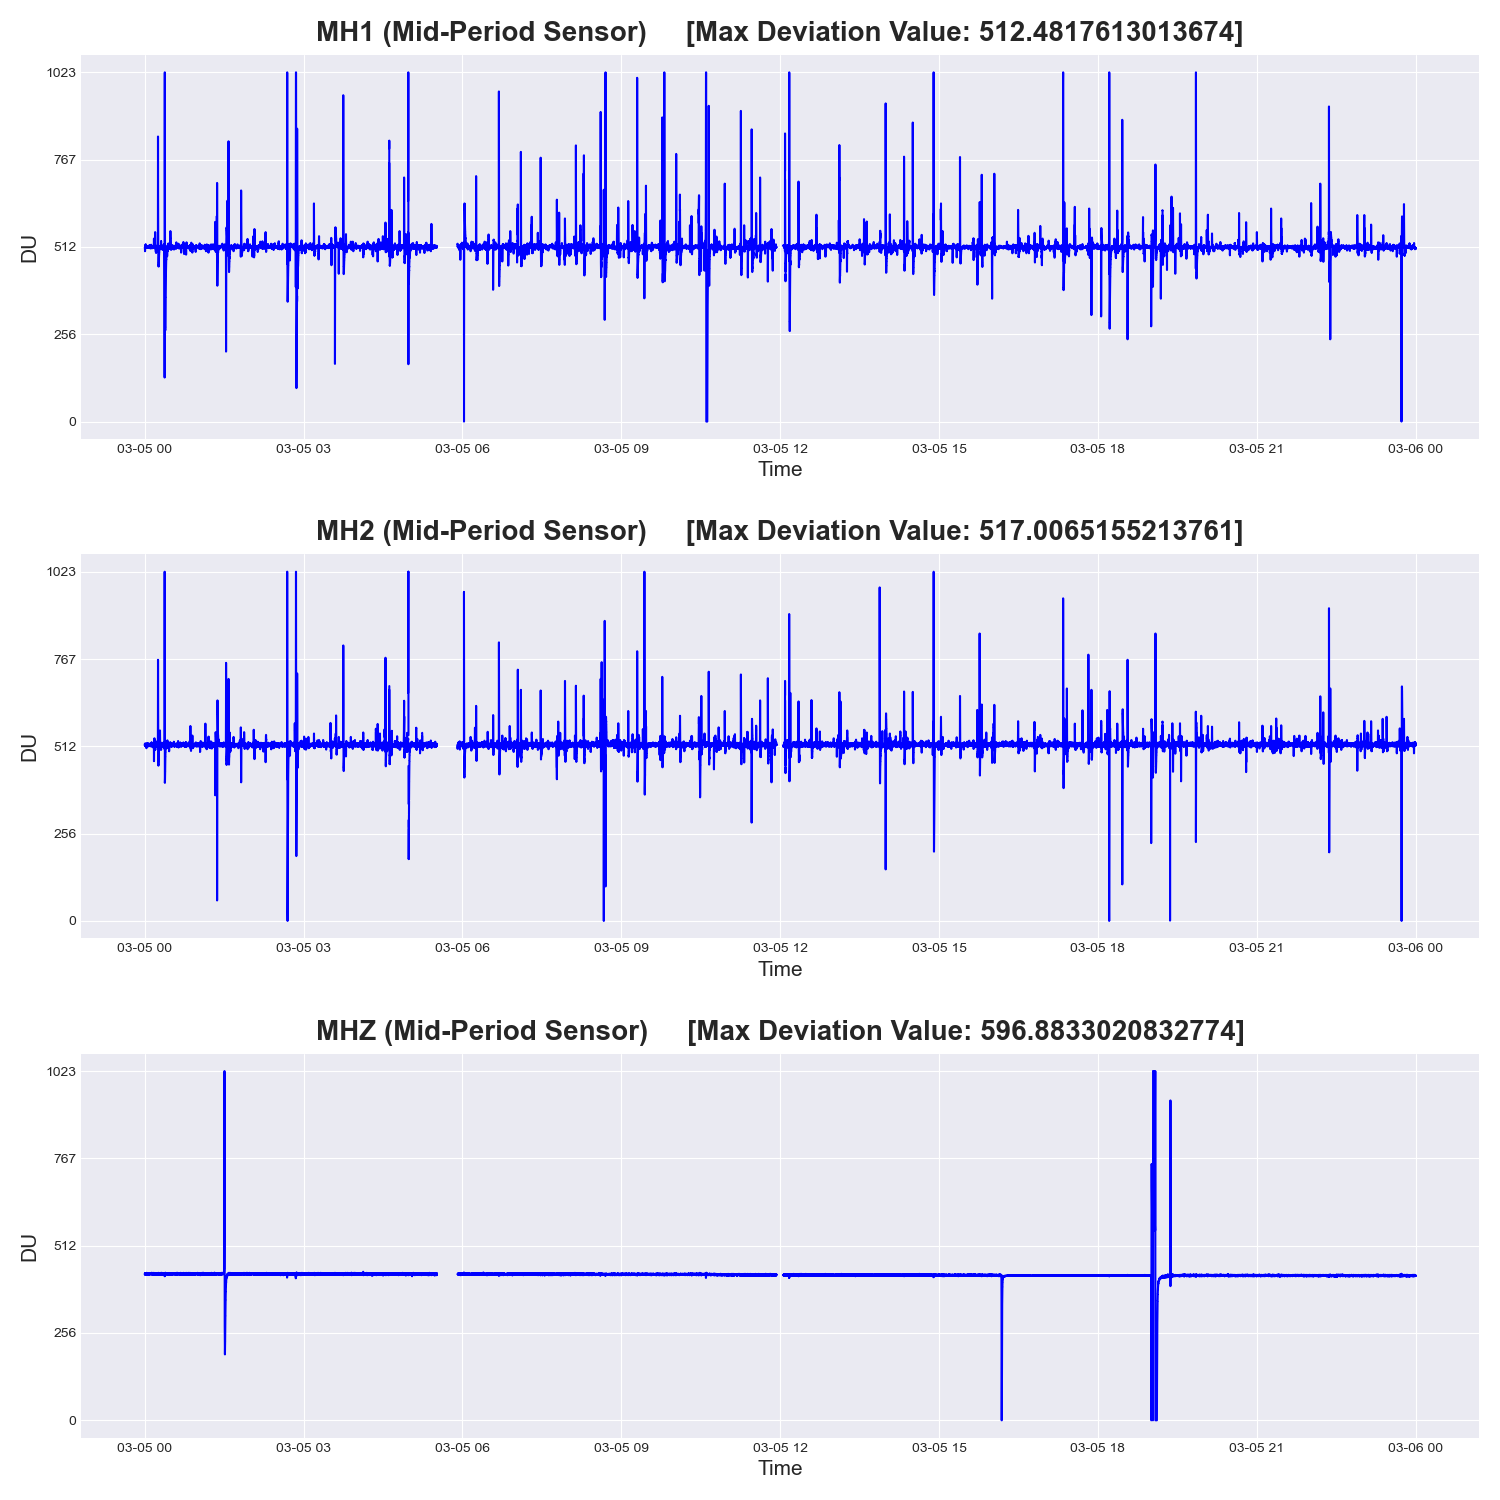 MH1 (Mid-Period Sensor) [Max Deviation Value: 512.4817613013674]
1023
767
512
256
0
DU
03-05 00 03-05 03 03-05 06 03-05 09 03-05 12 03-05 15 03-05 18 03-05 21 03-06 00
Time
MH2 (Mid-Period Sensor) [Max Deviation Value: 517.0065155213761]
1023
767
512
256
0
DU
03-05 00 03-05 03 03-05 06 03-05 09 03-05 12 03-05 15 03-05 18 03-05 21 03-06 00
Time
MHZ (Mid-Period Sensor) [Max Deviation Value: 596.8833020832774]
1023
767
512
256
0
DU
03-05 00 03-05 03 03-05 06 03-05 09 03-05 12 03-05 15 03-05 18 03-05 21 03-06 00
Time